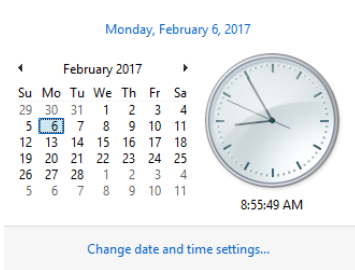 Monday, February 6, 2017
February 2017
Su Mo Tu We Th Fr Sa
29 30 31 1 2 3 4
5 6 7 8 9 10 11
12 13 14 15 16 17 18
19 20 21 22 23 24 25
26 27 28 1 2 3 4
5 6 7 8 9 10 11
8:55:49 AM
Change date and time settings...